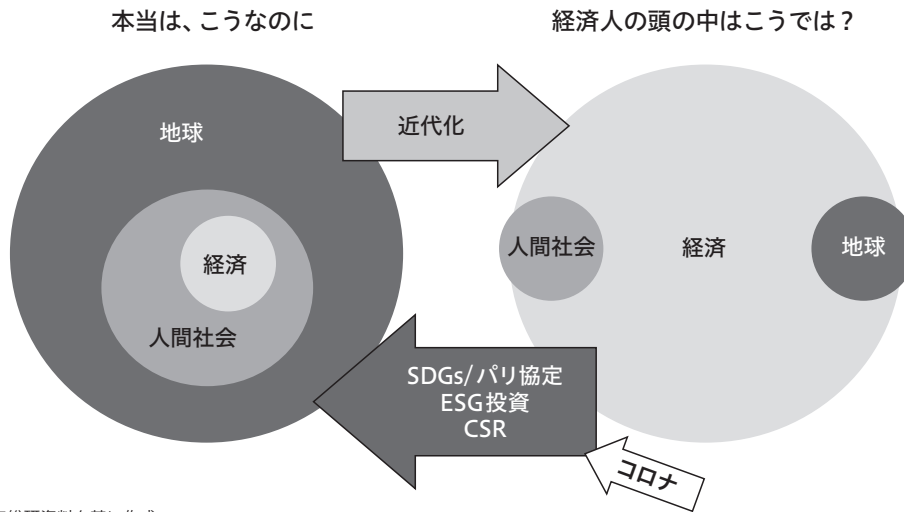 本当は、こうなのに
経済人の頭の中はこうでは？
地球
近代化
経済
人間社会
人間社会
経済
地球
SDGs/パリ協定
ESG投資
CSR
コロナ